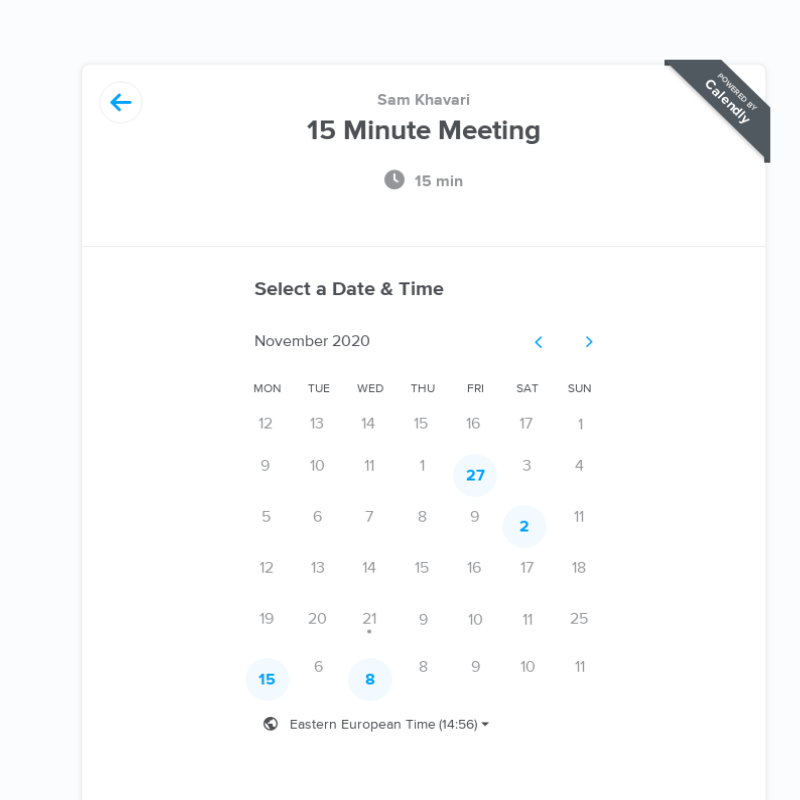 POWERED BY
Calendly
Sam Khavari
15 Minute Meeting
15 min
Select a Date & Time
November 2020
MON TUE WED THU FRI SAT SUN
12 13 14 15 16 17 1
9 10 11 1 27 3 4
5 6 7 8 9 2 11
12 13 14 15 16 17 18
19 20 21 9 10 11 25
15 6 8 8 9 10 11
Eastern European Time (14:56)